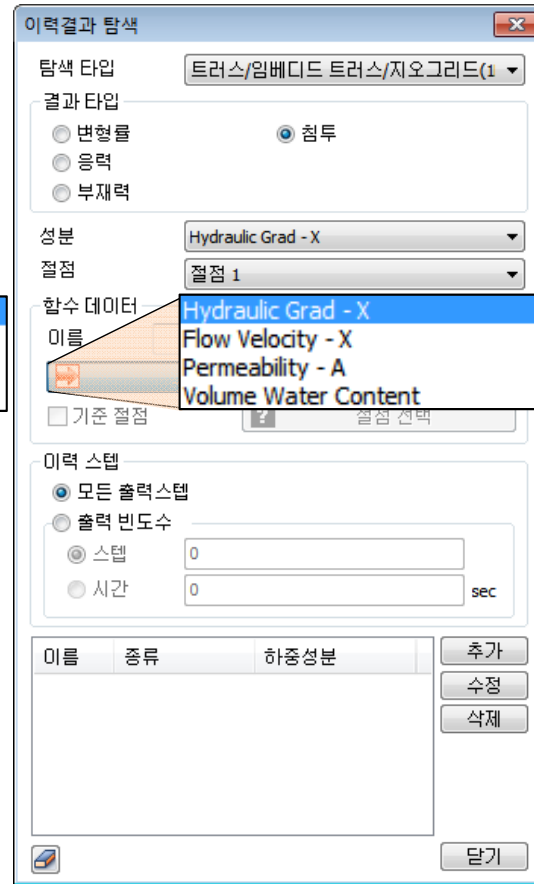 이력결과 탐색
탐색 타입
트러스/임베디드 트러스/지오그리드(1
결과 타입
변형률
침투
응력
부재력
성분
Hydraulic Grad - X
절점
절점 1
함수 데이터
이름
Hydraulic Grad - X
Flow Velocity - X
Permeability - A
Volume Water Content
기준 절점
? 절점 선택
이력 스텝
모든 출력스텝
출력 빈도수
스텝 0
시간 0 sec
이름 종류 하중성분
추가
수정
삭제
닫기